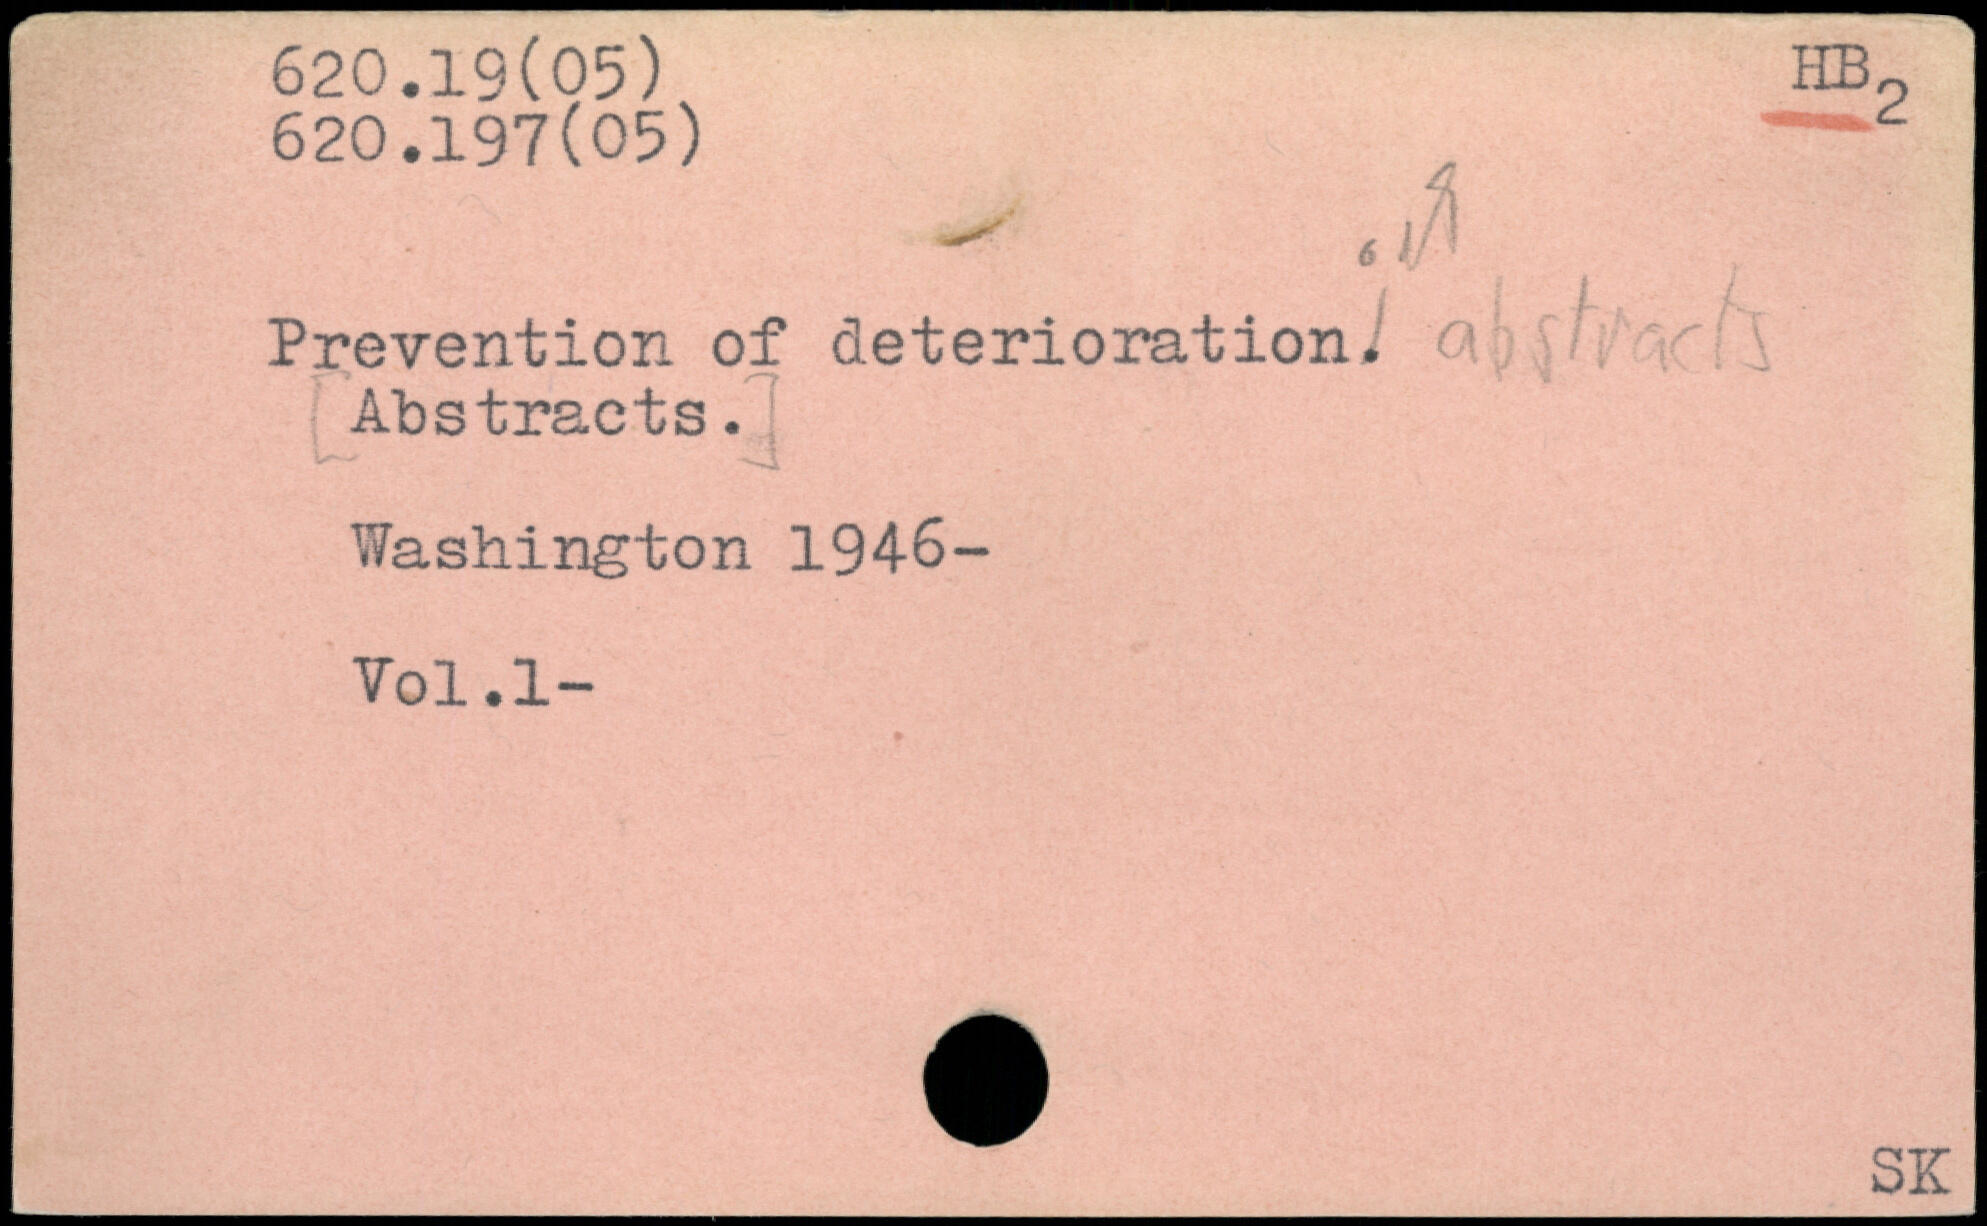 620.19(05) HB2
620.197(05)
Prevention of deterioration. abstracts
[Abstracts.]
Washington 1946-
Vol.1-
SK